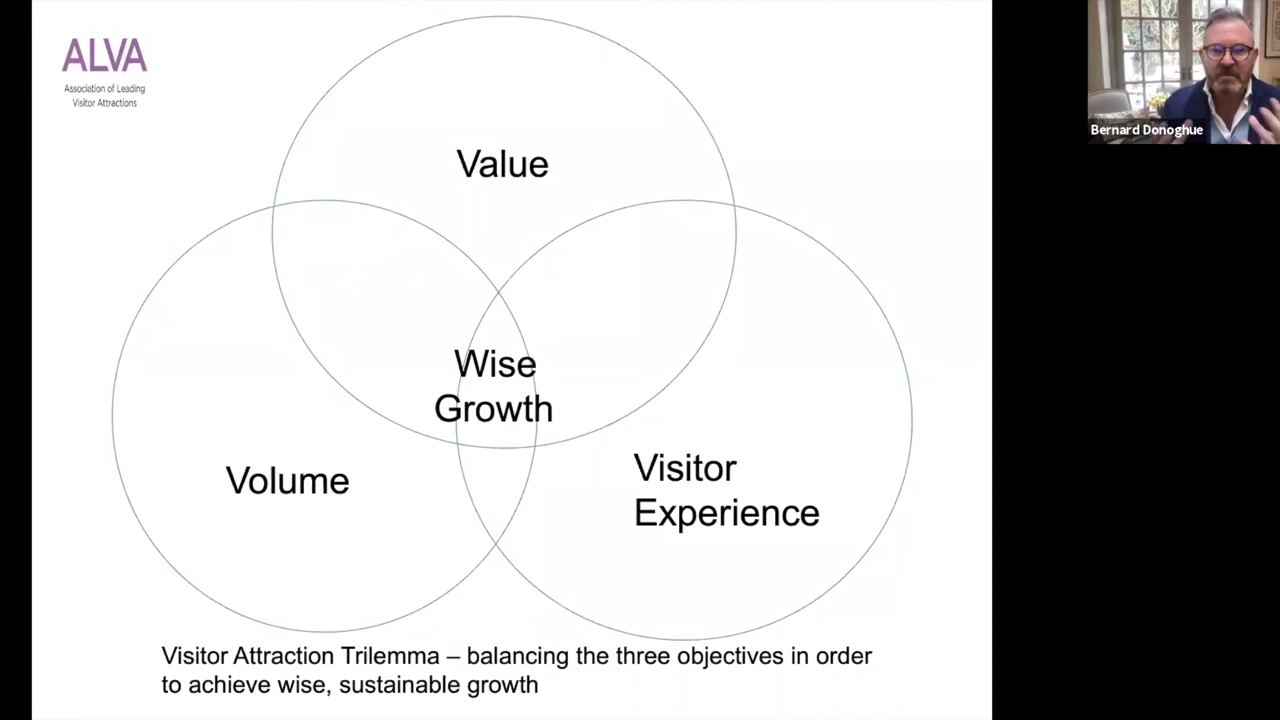 ALVA
Association of Leading
Visitor Attractions
Bernard Donoghue
Value
Wise
Growth
Volume
Visitor
Experience
Visitor Attraction Trilemma – balancing the three objectives in order
to achieve wise, sustainable growth